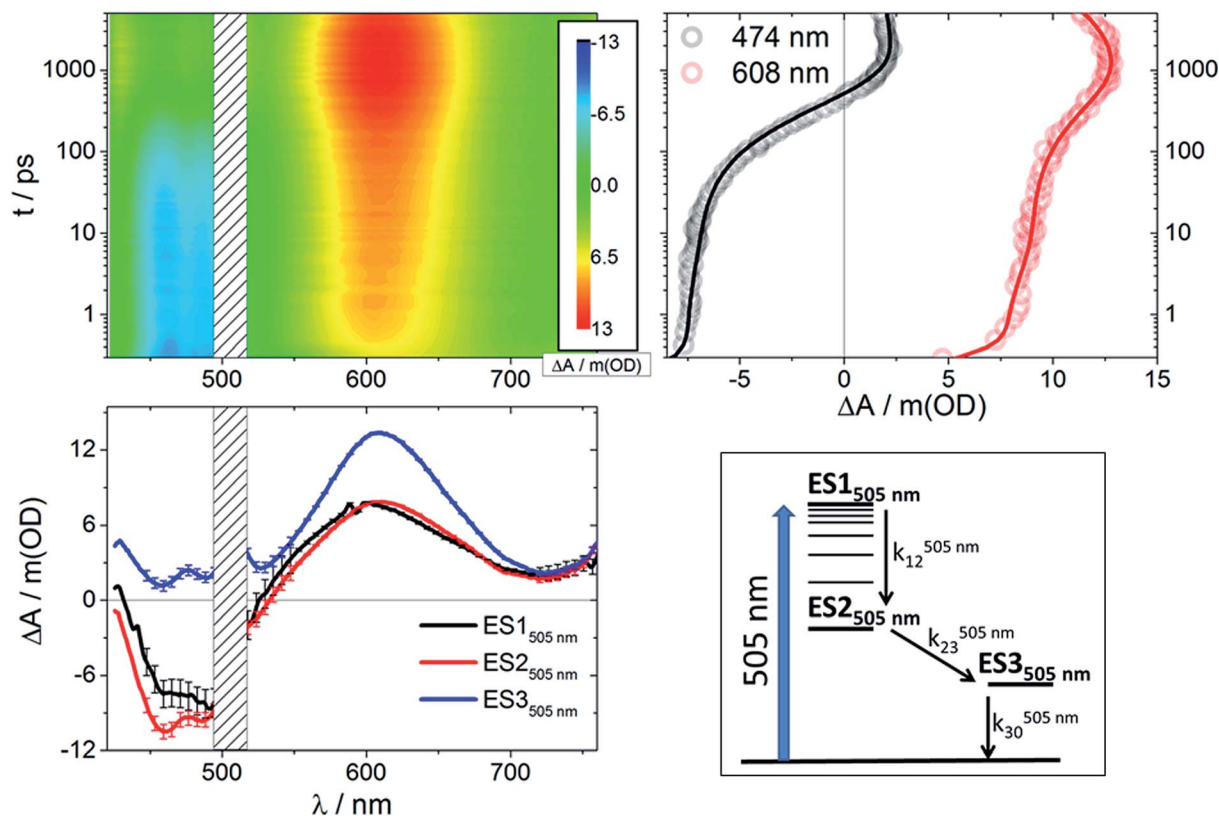 t / ps
1000
100
10
1
-13
-6.5
0.0
6.5
13
ΔA / m(OD)
500
600
700
474 nm
608 nm
1000
100
10
1
-5
0
5
10
15
ΔA / m(OD)
ΔA / m(OD)
12
6
0
-6
-12
ES1505 nm
ES2505 nm
ES3505 nm
500
600
700
λ / nm
505 nm
ES1505 nm
k12505 nm
ES2505 nm
k23505 nm
ES3505 nm
k30505 nm